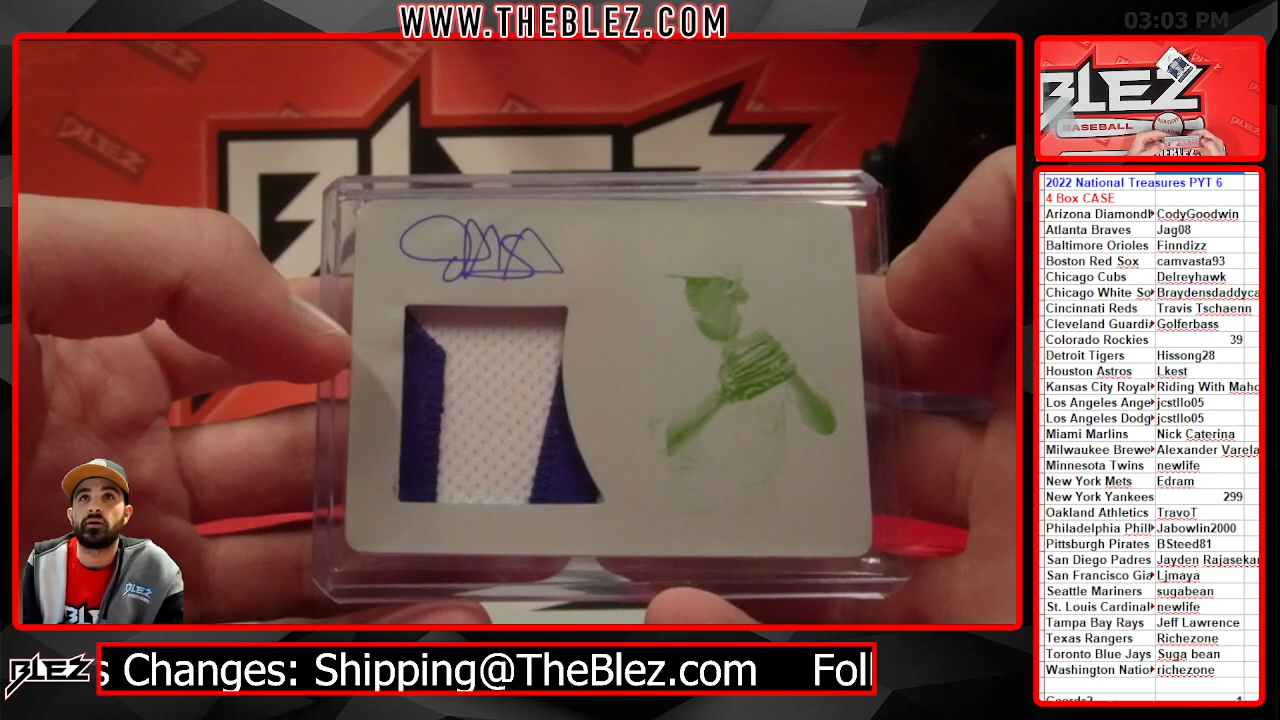 WWW.THEBLEZ.COM
03:03 PM
BLEZ
BLEZ
BASEBALL
THEBLEZ
2022 National Treasures PYT 6
4 Box CASE
Arizona Diamondb CodyGoodwin
Atlanta Braves Jag08
Baltimore Orioles Finndizz
Boston Red Sox camvasta93
Chicago Cubs Delreyhawk
Chicago White So Braydensdaddyca
Cincinnati Reds Travis Tschaenn
Cleveland Guardi Golferbass
Colorado Rockies 39
Detroit Tigers Hissong28
Houston Astros Lkest
Kansas City Royal Riding With Maho
Los Angeles Ange jcstllo05
Los Angeles Dodg jcstllo05
Miami Marlins Nick Caterina
Milwaukee Brewe Alexander Varela
Minnesota Twins newlife
New York Mets Edram
New York Yankees 299
Oakland Athletics TravoT
Philadelphia Phill Jabowlin2000
Pittsburgh Pirates BSteed81
San Diego Padres Jayden Rajasekar
San Francisco Gia Ljmaya
Seattle Mariners sugabean
St. Louis Cardinal newlife
Tampa Bay Rays Jeff Lawrence
Texas Rangers Richezone
Toronto Blue Jays Suga bean
Washington Natio richezone
BLEZ
BLEZ
BLEZ s Changes: Shipping@TheBlez.com Foll